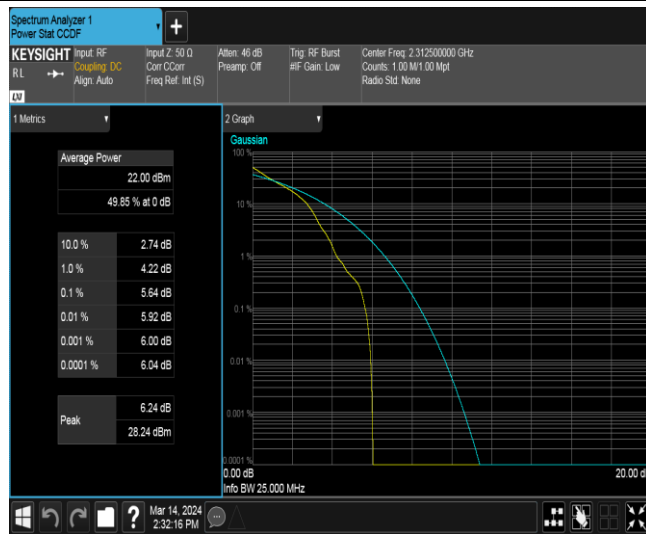 Spectrum Analyzer 1
Power Stat CCDF
+
KEYSIGHT
RL
LXI
Input: RF
Coupling: DC
Align: Auto
Input Z: 50 Ω
Corr CCorr
Freq Ref: Int (S)
Atten: 46 dB
Preamp: Off
Trig: RF Burst
#IF Gain: Low
Center Freq: 2.312500000 GHz
Counts: 1.00 M/1.00 Mpt
Radio Std: None
1 Metrics
Average Power
22.00 dBm
49.85 % at 0 dB
10.0 % 2.74 dB
1.0 % 4.22 dB
0.1 % 5.64 dB
0.01 % 5.92 dB
0.001 % 6.00 dB
0.0001 % 6.04 dB
Peak
6.24 dB
28.24 dBm
2 Graph
Gaussian
100 %
10 %
1 %
0.1 %
0.01 %
0.001 %
0.0001 %
0.00 dB
20.00 d
Info BW 25.000 MHz
?
Mar 14, 2024
2:32:16 PM